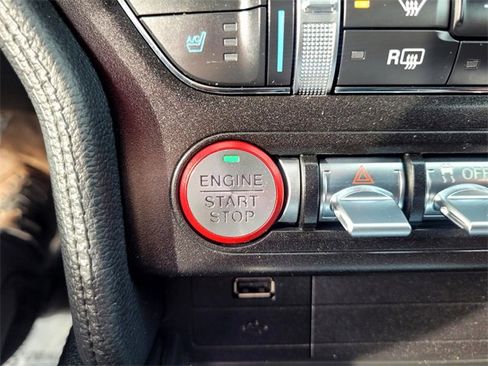 A/C
R
ENGINE
START
STOP
OFF